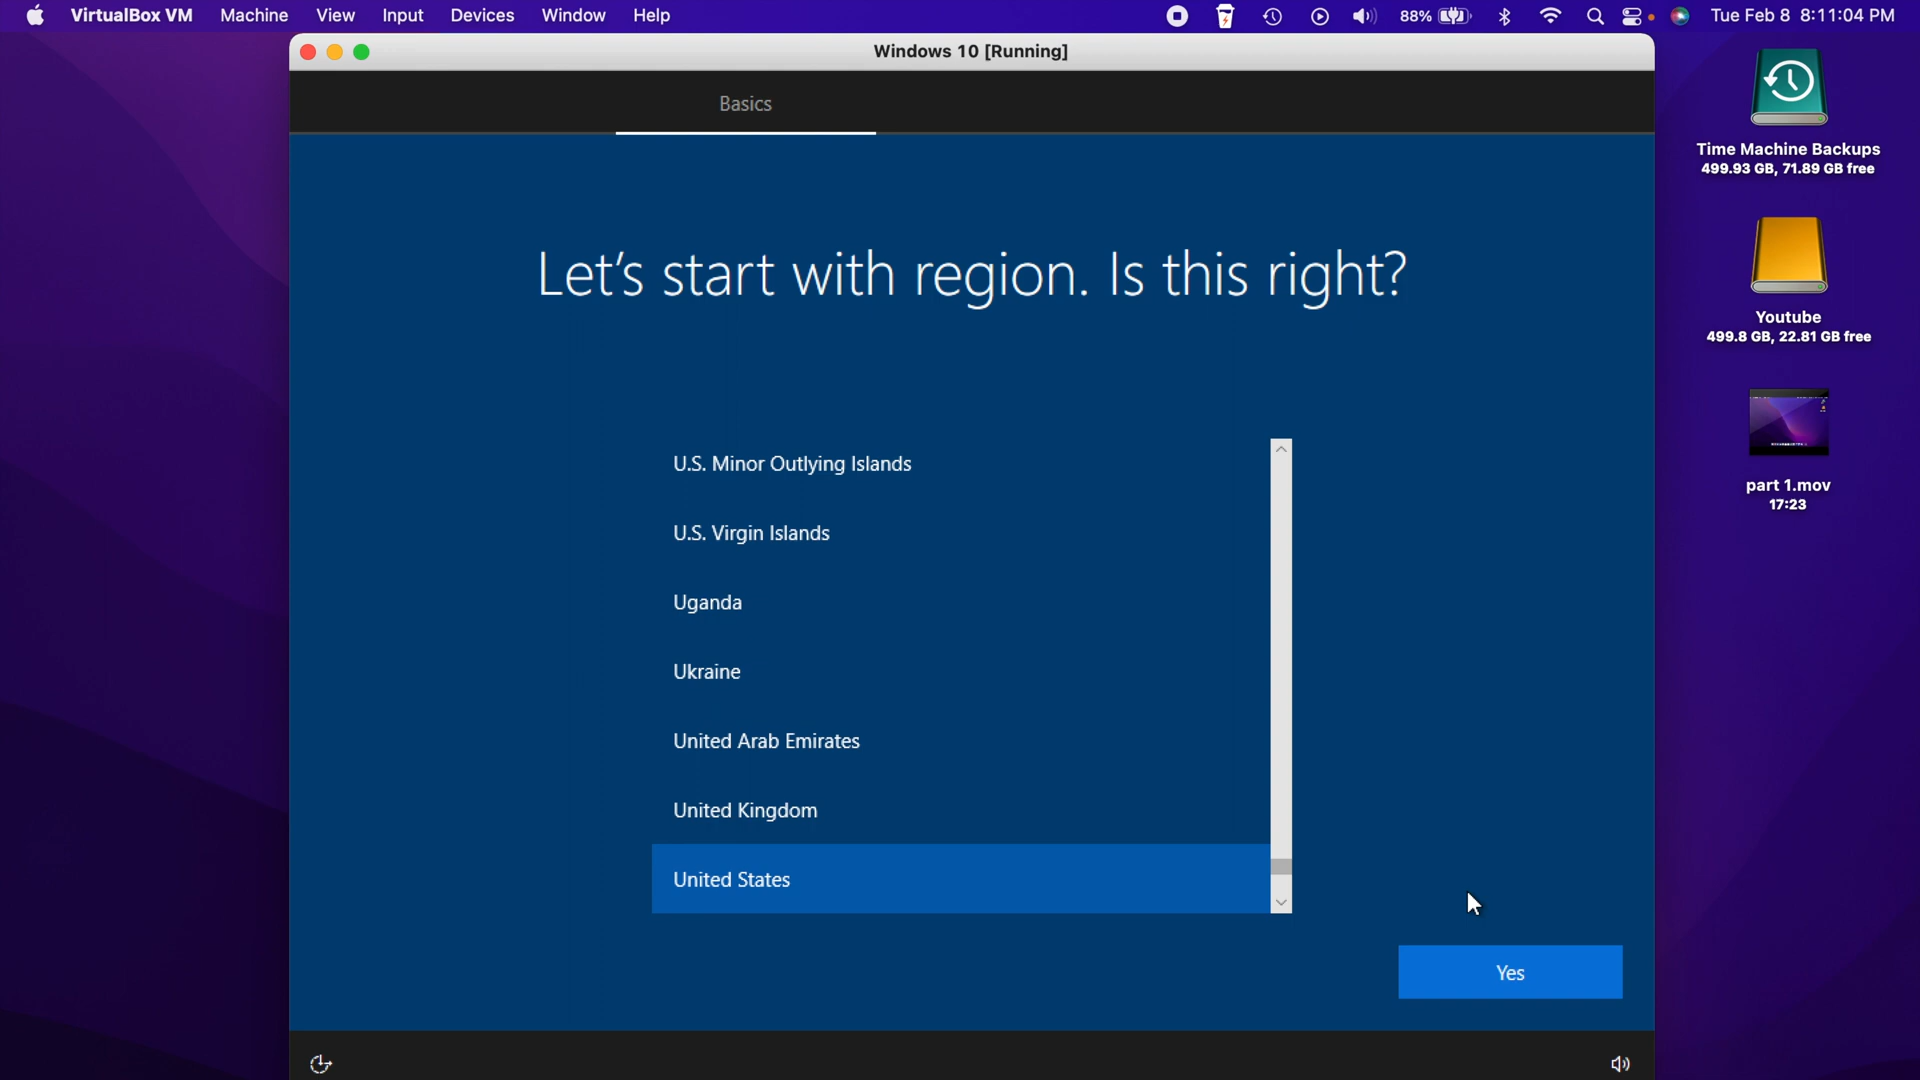 VirtualBox VM Machine View Input Devices Window Help 88% Tue Feb 8 8:11:04 PM
Windows 10 [Running]
Basics
Let's start with region. Is this right?
U.S. Minor Outlying Islands
U.S. Virgin Islands
Uganda
Ukraine
United Arab Emirates
United Kingdom
United States
Yes
Time Machine Backups
499.93 GB, 71.89 GB free
Youtube
499.8 GB, 22.81 GB free
part 1.mov
17:23